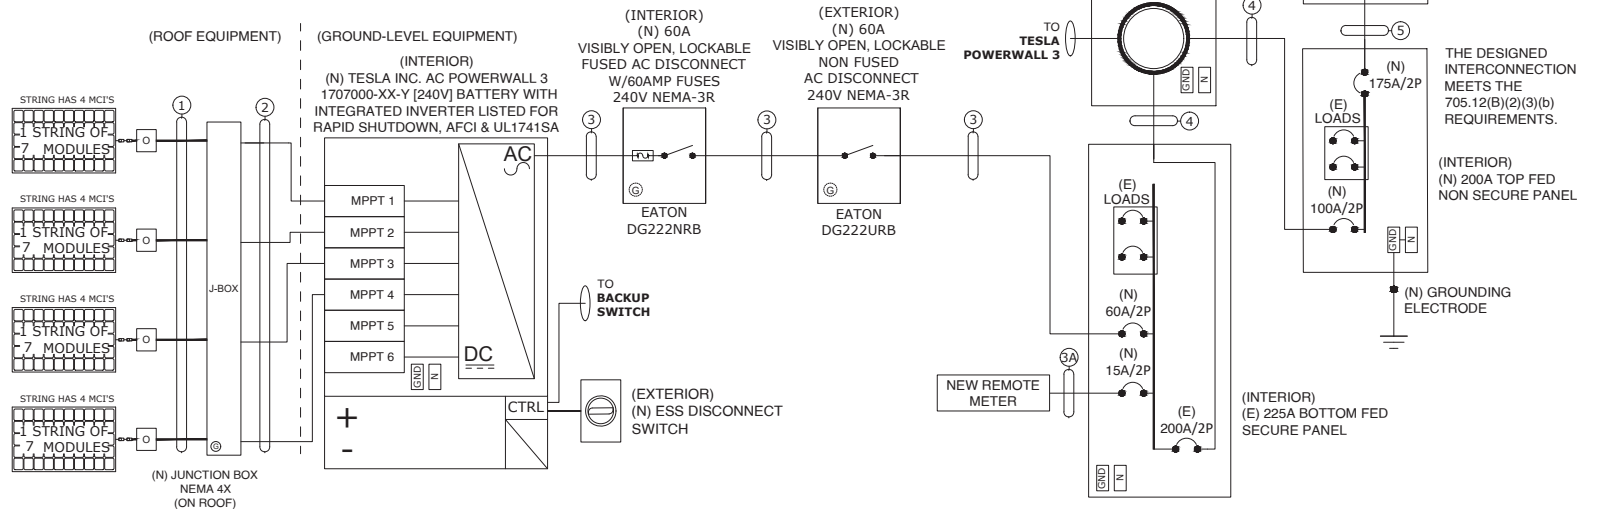 (ROOF EQUIPMENT)
(GROUND-LEVEL EQUIPMENT)
(INTERIOR)
(N) TESLA INC. AC POWERWALL 3
1707000-XX-Y [240V] BATTERY WITH
INTEGRATED INVERTER LISTED FOR
RAPID SHUTDOWN, AFCI & UL1741SA
(INTERIOR)
(N) 60A
VISIBLY OPEN, LOCKABLE
FUSED AC DISCONNECT
W/60AMP FUSES
240V NEMA-3R
(EXTERIOR)
(N) 60A
VISIBLY OPEN, LOCKABLE
NON FUSED
AC DISCONNECT
240V NEMA-3R
TO
TESLA
POWERWALL 3
GND
N
4
4
5
THE DESIGNED
INTERCONNECTION
MEETS THE
705.12(B)(2)(3)(b)
REQUIREMENTS.
(N)
175A/2P
(E)
LOADS
(N)
100A/2P
(INTERIOR)
(N) 200A TOP FED
NON SECURE PANEL
GND
N
(N) GROUNDING
ELECTRODE
STRING HAS 4 MCI'S
1 STRING OF
7 MODULES
O
STRING HAS 4 MCI'S
1 STRING OF
7 MODULES
O
STRING HAS 4 MCI'S
1 STRING OF
7 MODULES
O
STRING HAS 4 MCI'S
1 STRING OF
7 MODULES
O
1
2
J-BOX
G
(N) JUNCTION BOX
NEMA 4X
(ON ROOF)
MPPT 1
MPPT 2
MPPT 3
MPPT 4
MPPT 5
MPPT 6
AC
DC
GND
N
+
-
CTRL
3
G
EATON
DG222NRB
3
G
EATON
DG222URB
3
TO
BACKUP
SWITCH
(EXTERIOR)
(N) ESS DISCONNECT
SWITCH
(E)
LOADS
(N)
60A/2P
(N)
15A/2P
3A
NEW REMOTE
METER
(E)
200A/2P
GND
N
(INTERIOR)
(E) 225A BOTTOM FED
SECURE PANEL